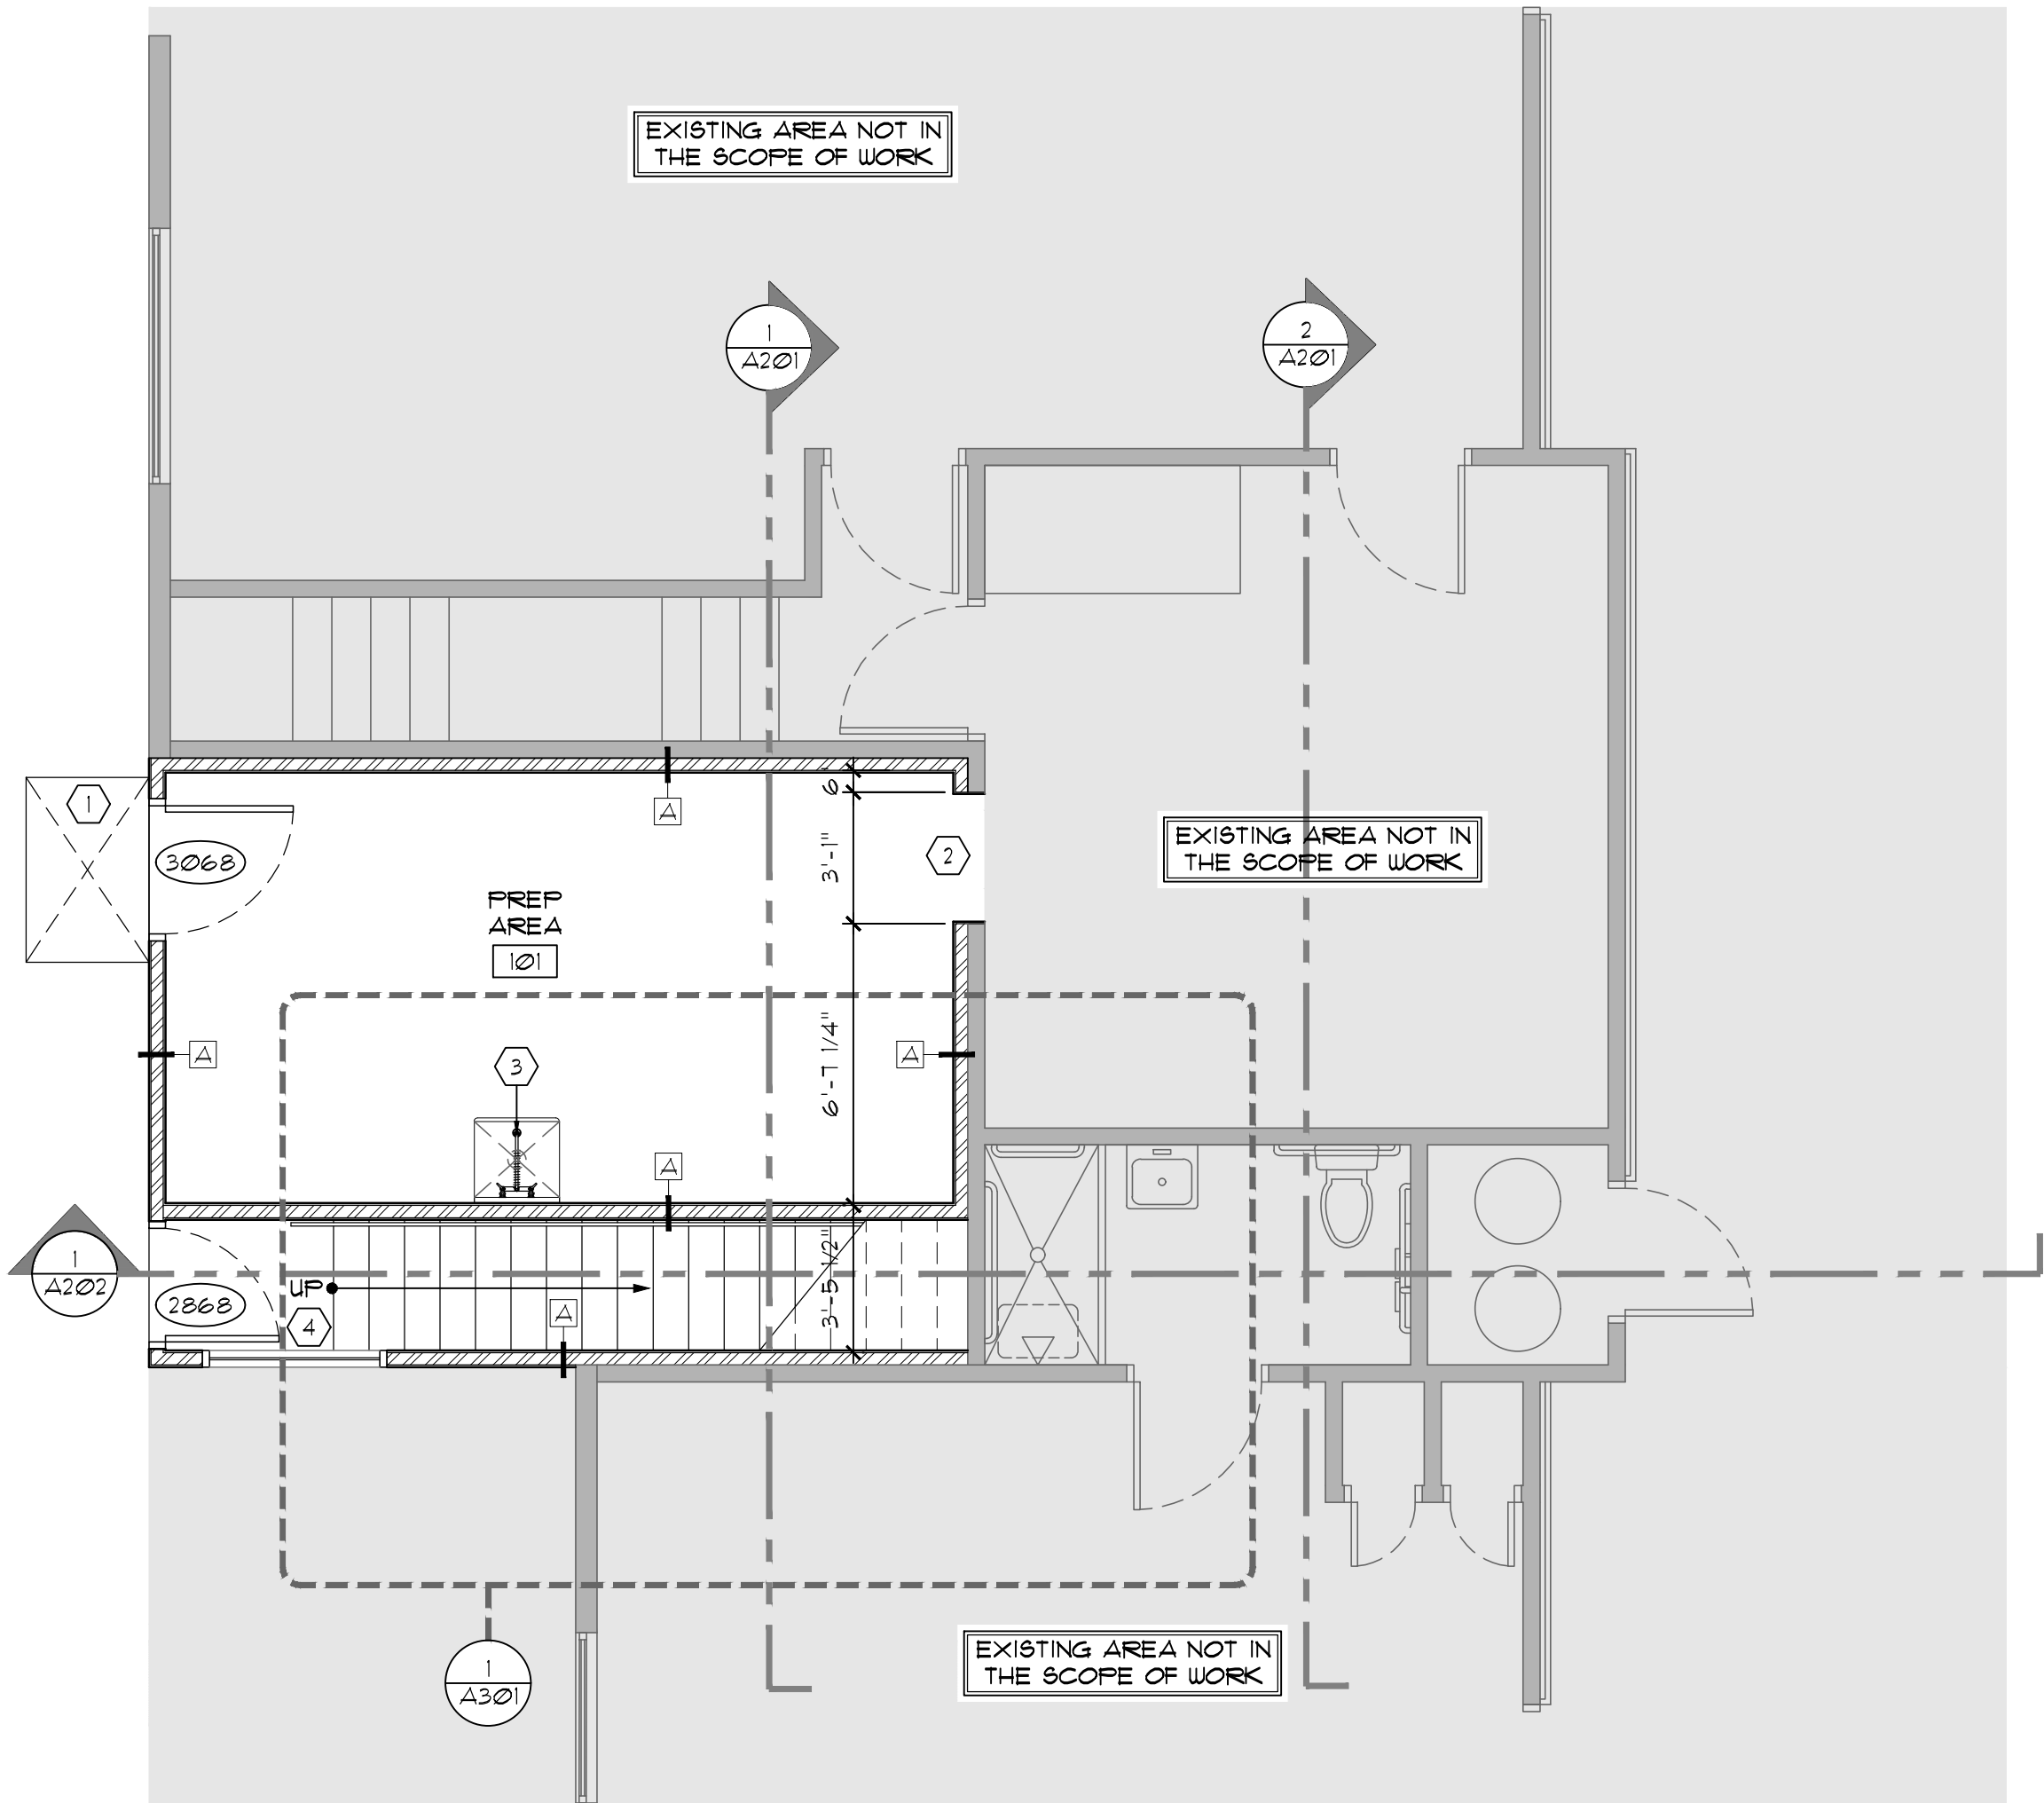 EXISTING AREA NOT IN
THE SCOPE OF WORK
1
A201
2
A201
1
3068
PREP
AREA
101
A
6"
3'-1"
2
EXISTING AREA NOT IN
THE SCOPE OF WORK
A
3
6'-7 1/4"
A
A
1
A202
2868
UP
4
A
3'-5 1/2"
1
A301
EXISTING AREA NOT IN
THE SCOPE OF WORK